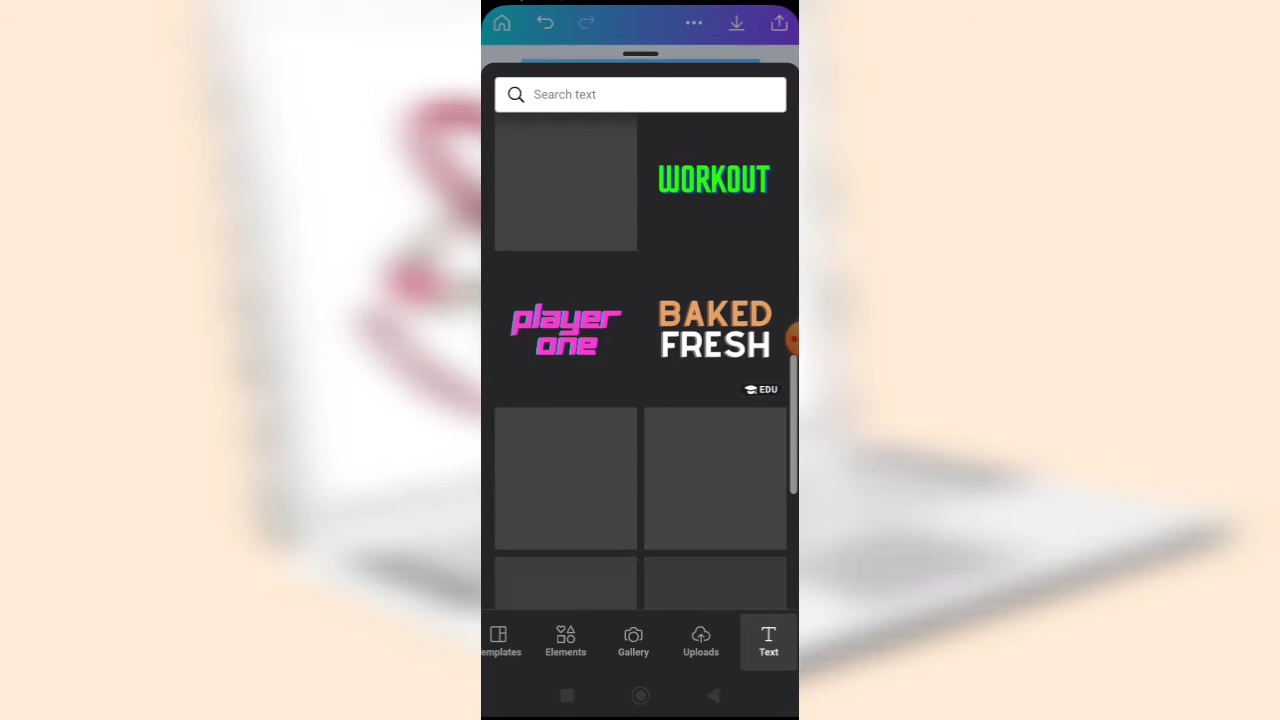 Search text
WORKOUT
player
one
BAKED
FRESH
EDU
emplates
Elements
Gallery
Uploads
Text